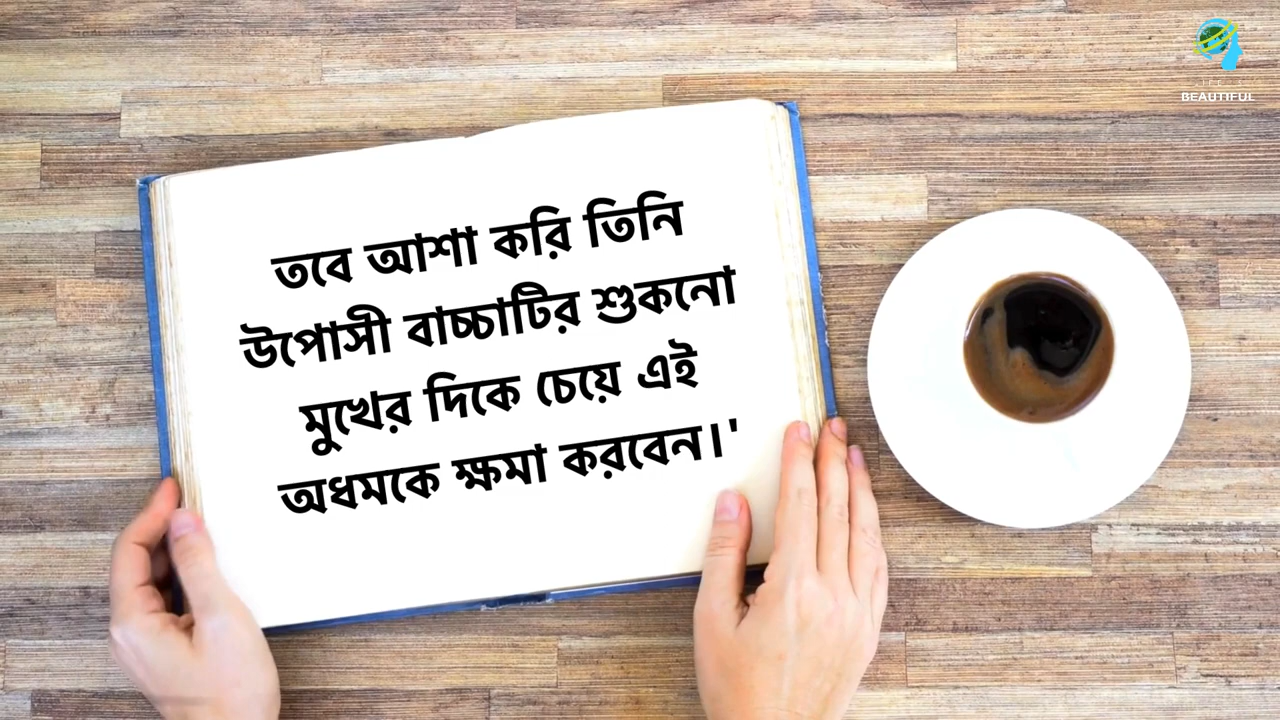 তবে আশা করি তিনি
উপোসী বাচ্চাটির শুকনো
মুখের দিকে চেয়ে এই
অধমকে ক্ষমা করবেন।'
BEAUTIFUL